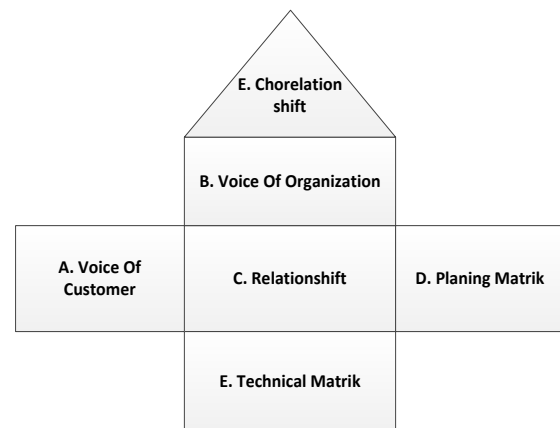 E. Chorelation
shift
B. Voice Of Organization
A. Voice Of
Customer
C. Relationshift
D. Planing Matrik
E. Technical Matrik